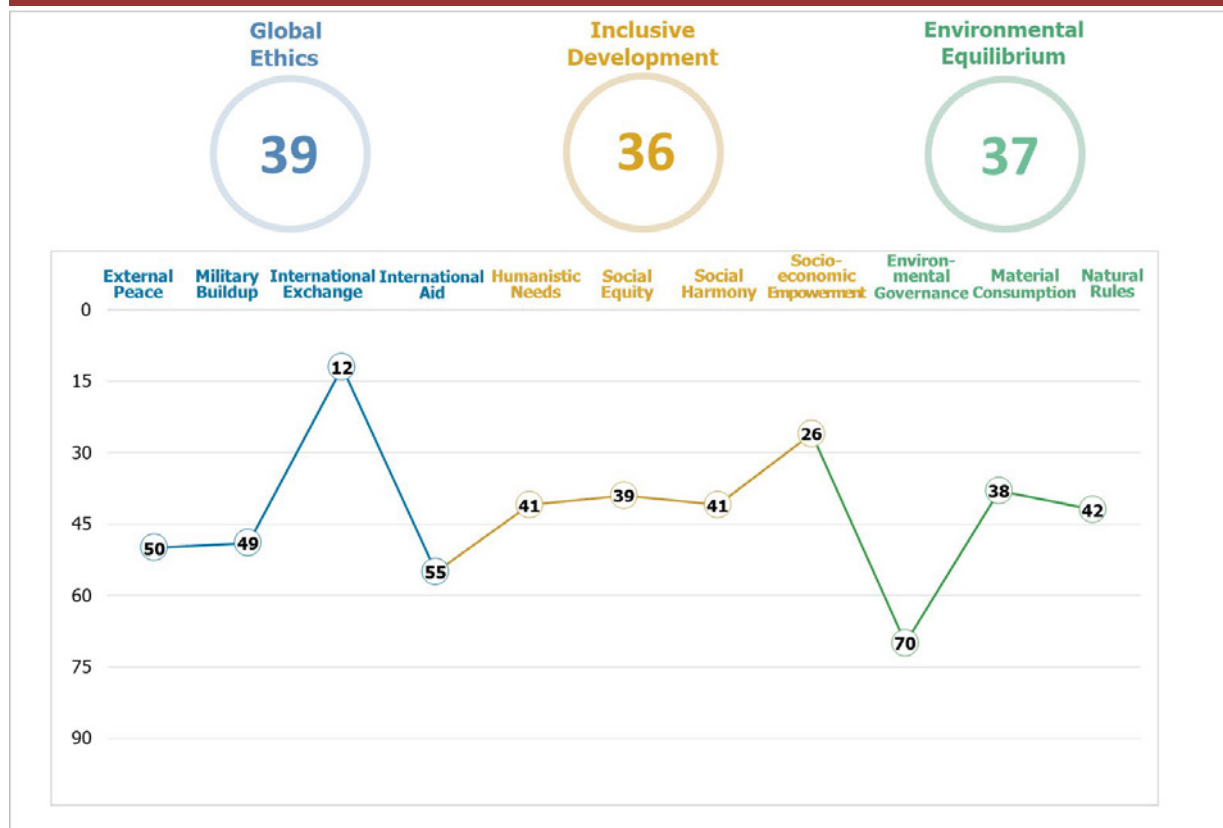 Global
Ethics
39
Inclusive
Development
36
Environmental
Equilibrium
37
External
Peace
Military
Buildup
International
Exchange
International
Aid
Humanistic
Needs
Social
Equity
Social
Harmony
Socio-
economic
Empowerment
Environ-
mental
Governance
Material
Consumption
Natural
Rules
0
15
30
45
60
75
90
50
49
12
55
41
39
41
26
70
38
42